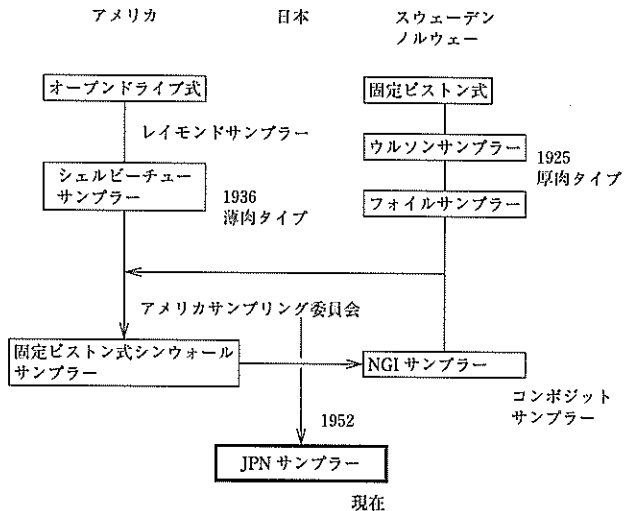 アメリカ
日本
スウェーデン
ノルウェー
オープンドライブ式
固定ピストン式
レイモンドサンプラー
ウルソンサンプラー
1925
厚肉タイプ
シェルビーチュー
サンプラー
1936
薄肉タイプ
フォイルサンプラー
アメリカサンプリング委員会
固定ピストン式シンウォール
サンプラー
NGIサンプラー
コンポジット
サンプラー
1952
JPNサンプラー
現在